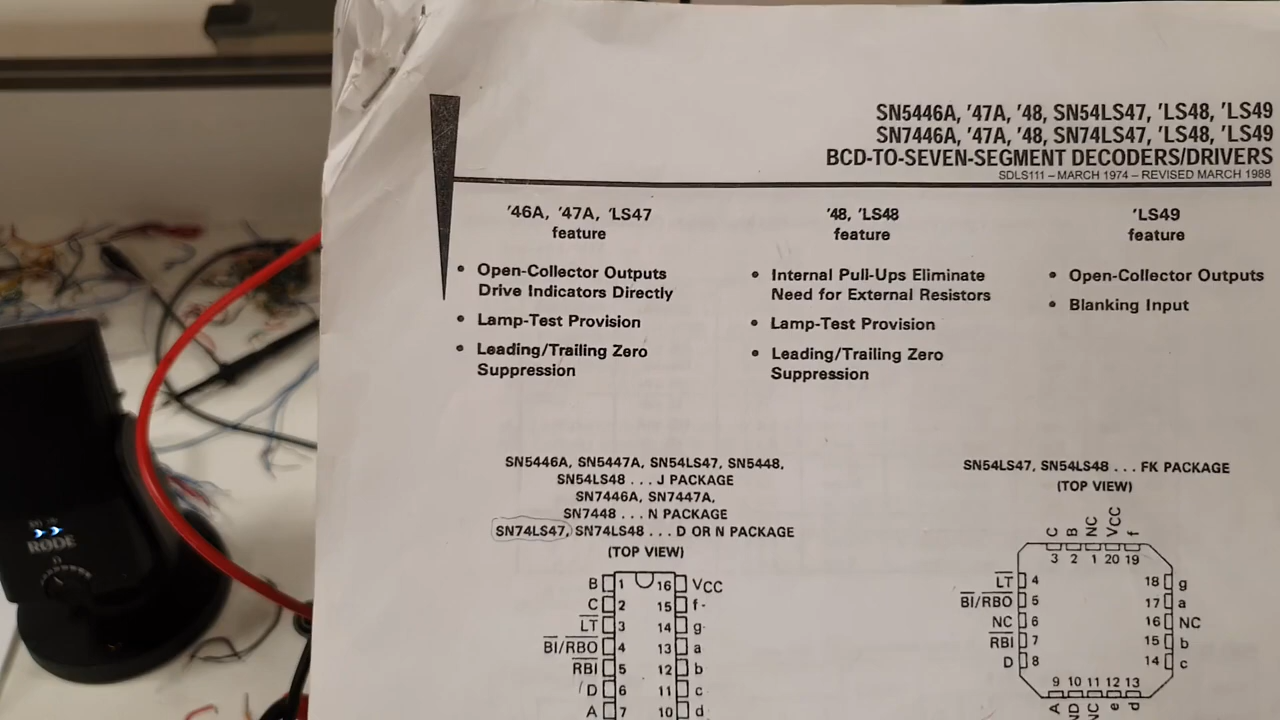 SN5446A, '47A, '48, SN54LS47, 'LS48, 'LS49
SN7446A, '47A, '48, SN74LS47, 'LS48, 'LS49
BCD-TO-SEVEN-SEGMENT DECODERS/DRIVERS
SDLS111 – MARCH 1974 – REVISED MARCH 1988
'46A, '47A, 'LS47
feature
• Open-Collector Outputs
Drive Indicators Directly
• Lamp-Test Provision
• Leading/Trailing Zero
Suppression
'48, 'LS48
feature
• Internal Pull-Ups Eliminate
Need for External Resistors
• Lamp-Test Provision
• Leading/Trailing Zero
Suppression
'LS49
feature
• Open-Collector Outputs
• Blanking Input
SN5446A, SN5447A, SN54LS47, SN5448,
SN54LS48 . . . J PACKAGE
SN7446A, SN7447A,
SN7448 . . . N PACKAGE
SN74LS47, SN74LS48 . . . D OR N PACKAGE
(TOP VIEW)
B 1 16 VCC
C 2 15 f
LT 3 14 g
BI/RBO 4 13 a
RBI 5 12 b
D 6 11 c
A 7 10 d
SN54LS47, SN54LS48 . . . FK PACKAGE
(TOP VIEW)
C B NC VCC f
3 2 1 20 19
LT 4 18 g
BI/RBO 5 17 a
NC 6 16 NC
RBI 7 15 b
D 8 14 c
9 10 11 12 13
A e d
RØDE